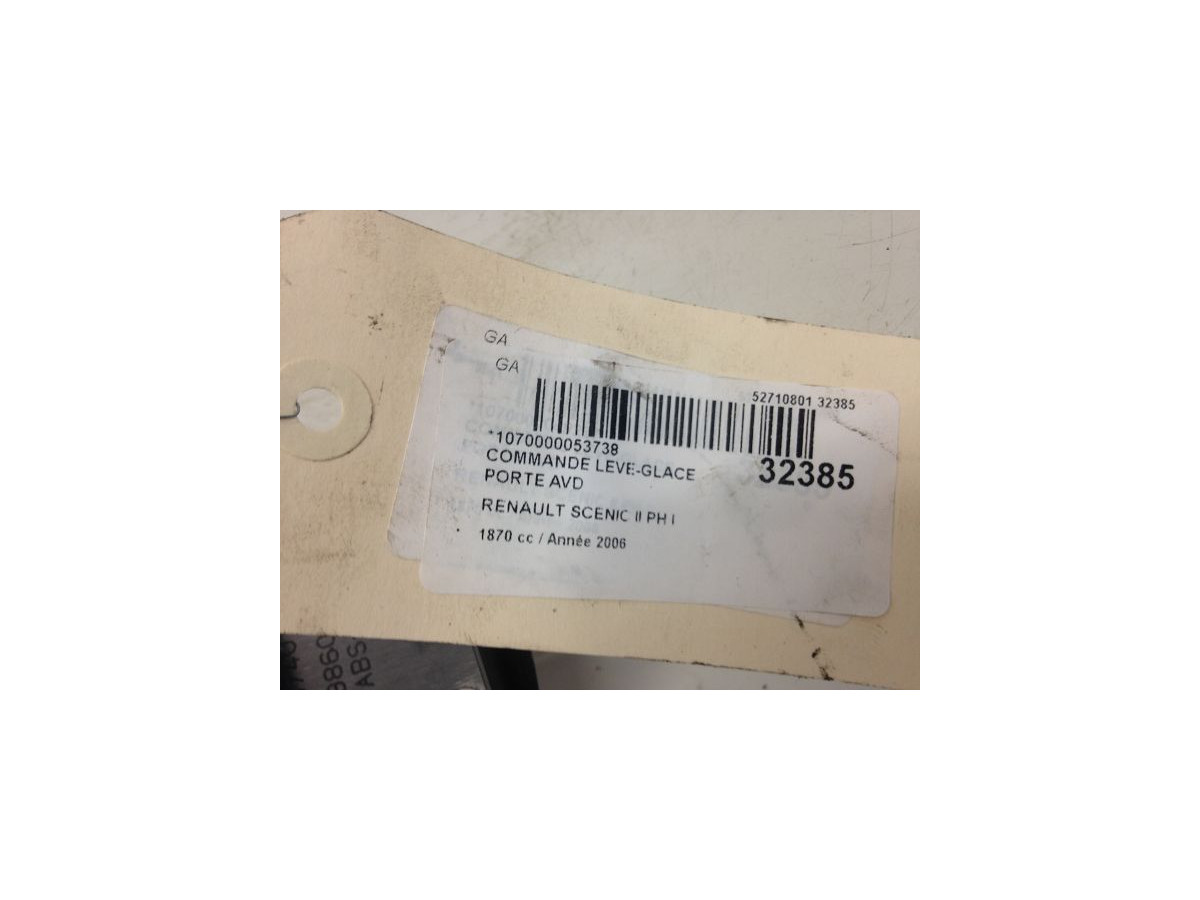 GA
GA
52710801 32385
*1070000053738
COMMANDE LEVE-GLACE
PORTE AVD
32385
RENAULT SCENIC II PH I
1870 cc / Année 2006
ABS